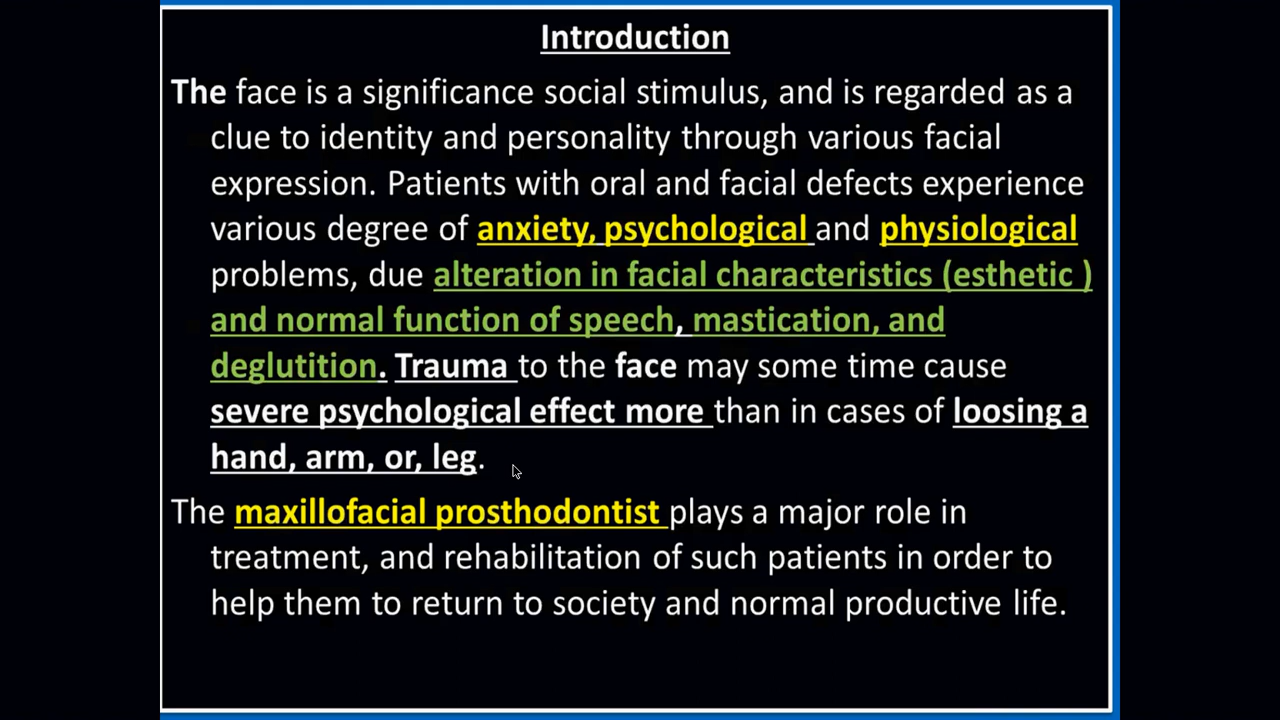 Introduction
The face is a significance social stimulus, and is regarded as a
clue to identity and personality through various facial
expression. Patients with oral and facial defects experience
various degree of anxiety, psychological and physiological
problems, due alteration in facial characteristics (esthetic )
and normal function of speech, mastication, and
deglutition. Trauma to the face may some time cause
severe psychological effect more than in cases of loosing a
hand, arm, or, leg.
The maxillofacial prosthodontist plays a major role in
treatment, and rehabilitation of such patients in order to
help them to return to society and normal productive life.